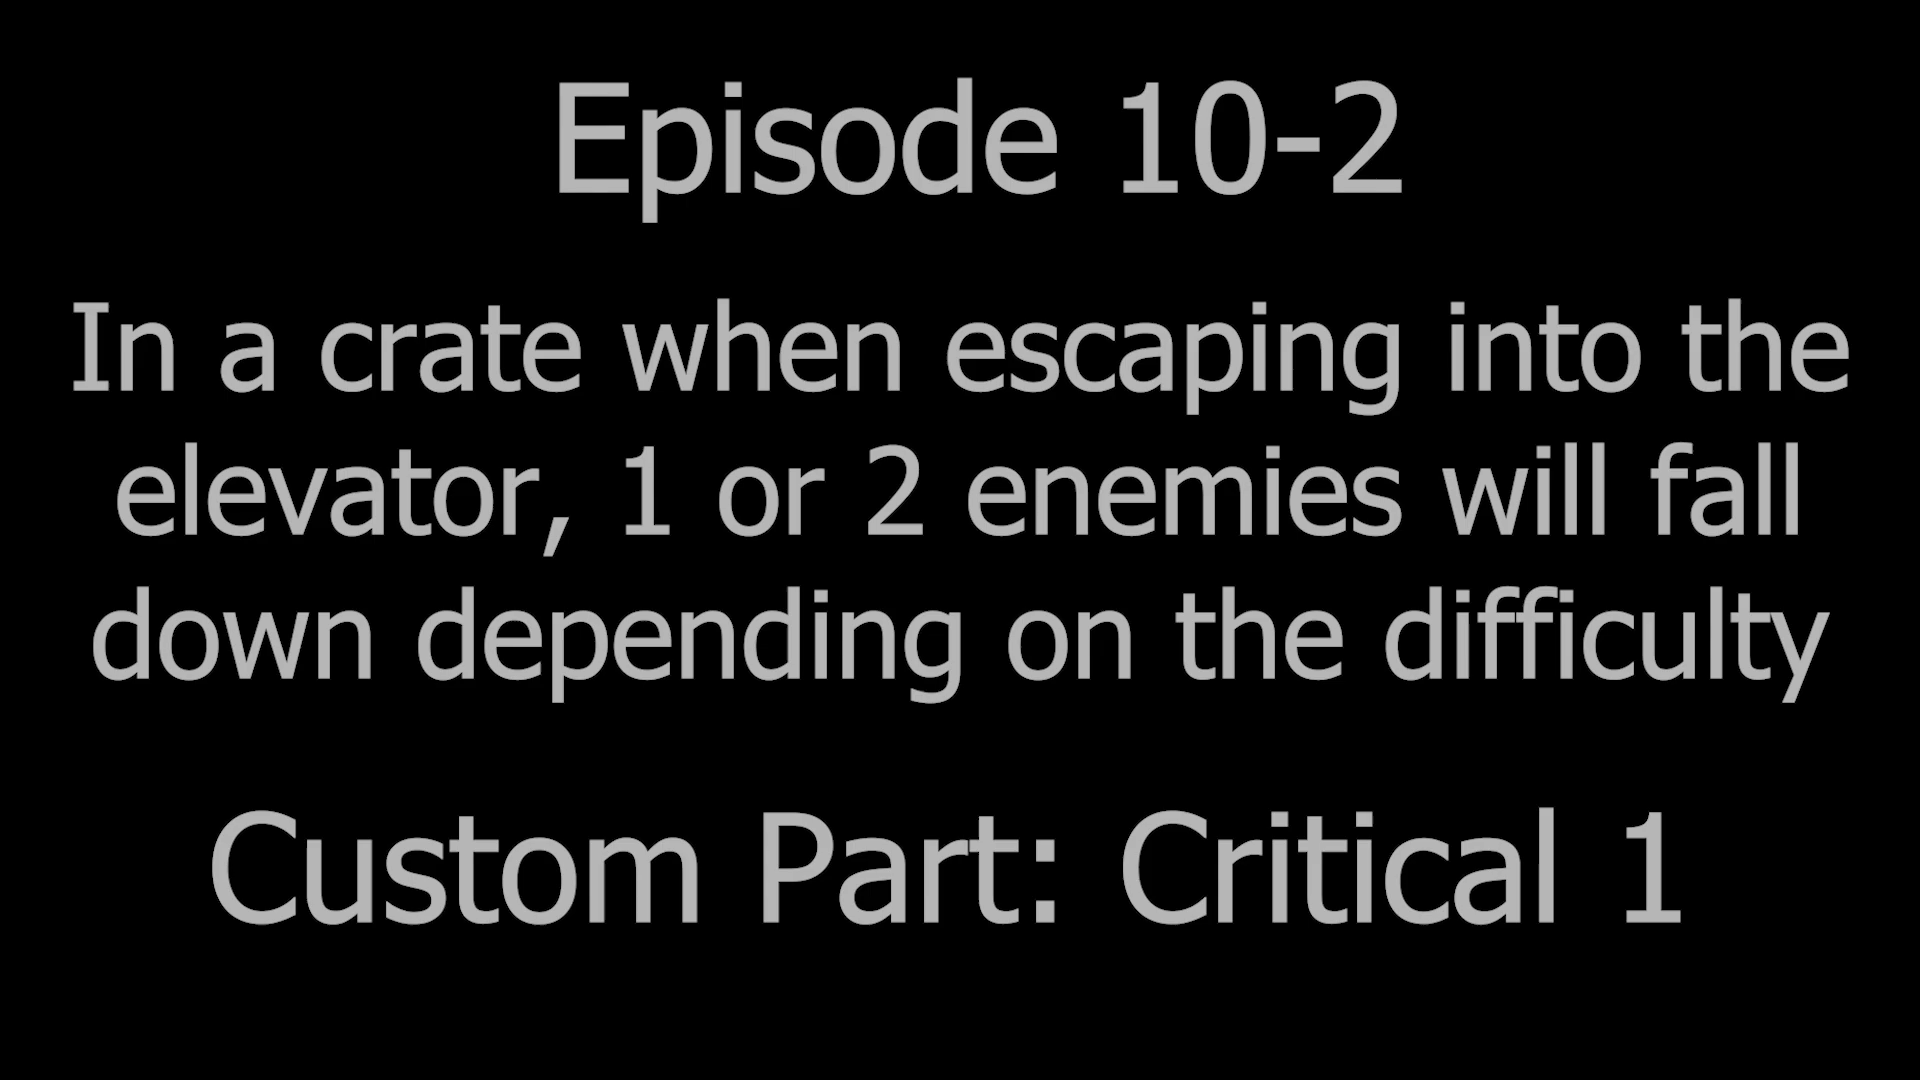 Episode 10-2
In a crate when escaping into the
elevator, 1 or 2 enemies will fall
down depending on the difficulty
Custom Part: Critical 1